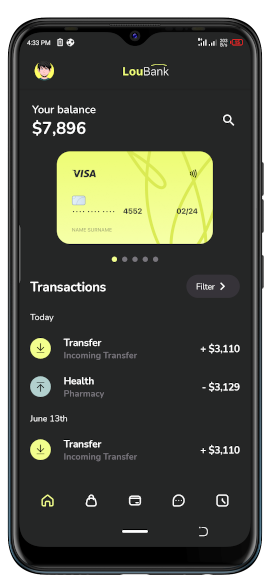 4:33 PM
LouBank
Your balance
$7,896
VISA
4552 02/24
NAME SURNAME
Transactions
Filter
Today
Transfer
Incoming Transfer
+ $3,110
Health
Pharmacy
- $3,129
June 13th
Transfer
Incoming Transfer
+ $3,110